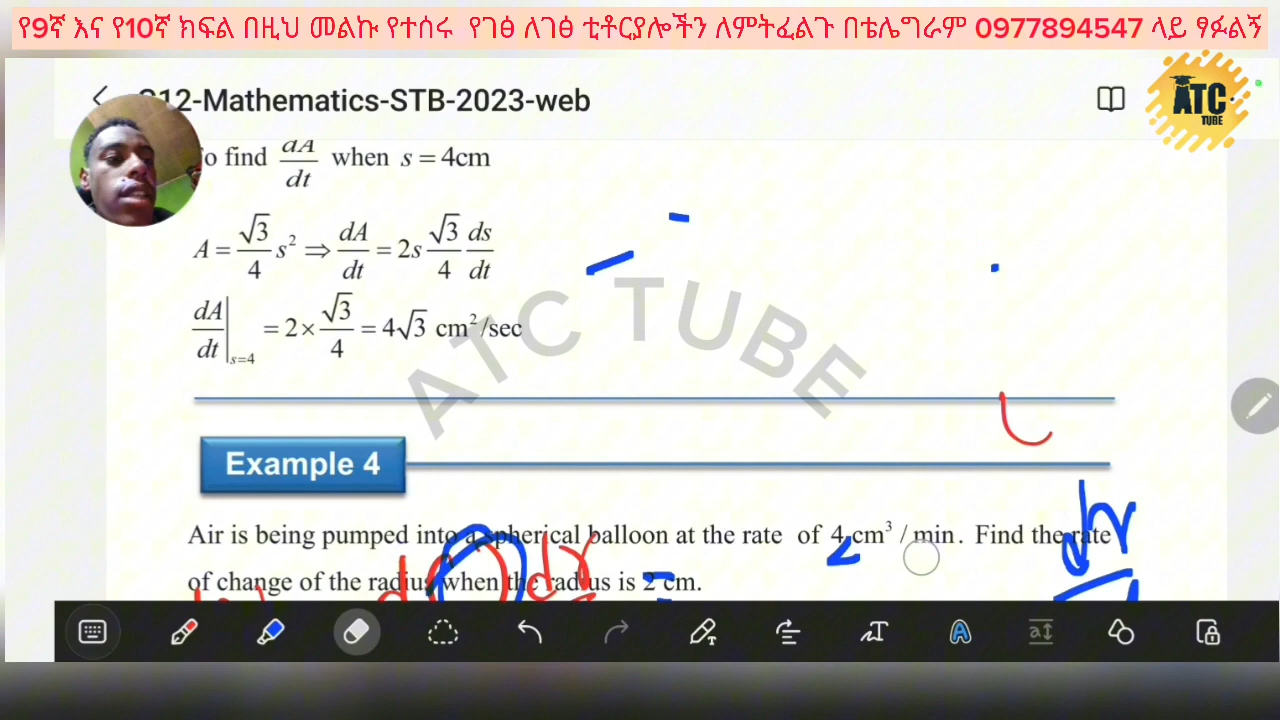 የ9ኛ እና የ10ኛ ክፍል በዚህ መልኩ የተሰሩ የገፅ ለገፅ ቲቶርያሎችን ለምትፈልጉ በቴሌግራም 0977894547 ላይ ፃፉልኝ
12-Mathematics-STB-2023-web
ATC
TUBE
o find dA/dt when s = 4cm
A = √3/4 s² ⇒ dA/dt = 2s √3/4 ds/dt
dA/dt|s=4 = 2 × √3/4 = 4√3 cm²/sec
ATC TUBE
Example 4
Air is being pumped into a spherical balloon at the rate of 4 cm³ / min. Find the rate
of change of the radius when the radius is 2 cm.
dr
dr